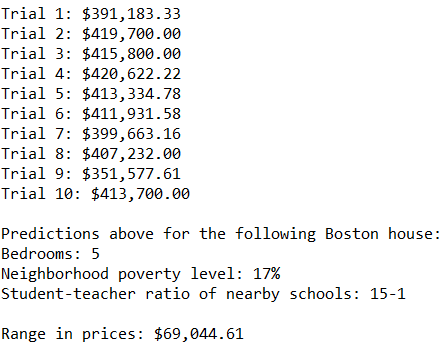 Trial 1: $391,183.33
Trial 2: $419,700.00
Trial 3: $415,800.00
Trial 4: $420,622.22
Trial 5: $413,334.78
Trial 6: $411,931.58
Trial 7: $399,663.16
Trial 8: $407,232.00
Trial 9: $351,577.61
Trial 10: $413,700.00
Predictions above for the following Boston house:
Bedrooms: 5
Neighborhood poverty level: 17%
Student-teacher ratio of nearby schools: 15-1
Range in prices: $69,044.61